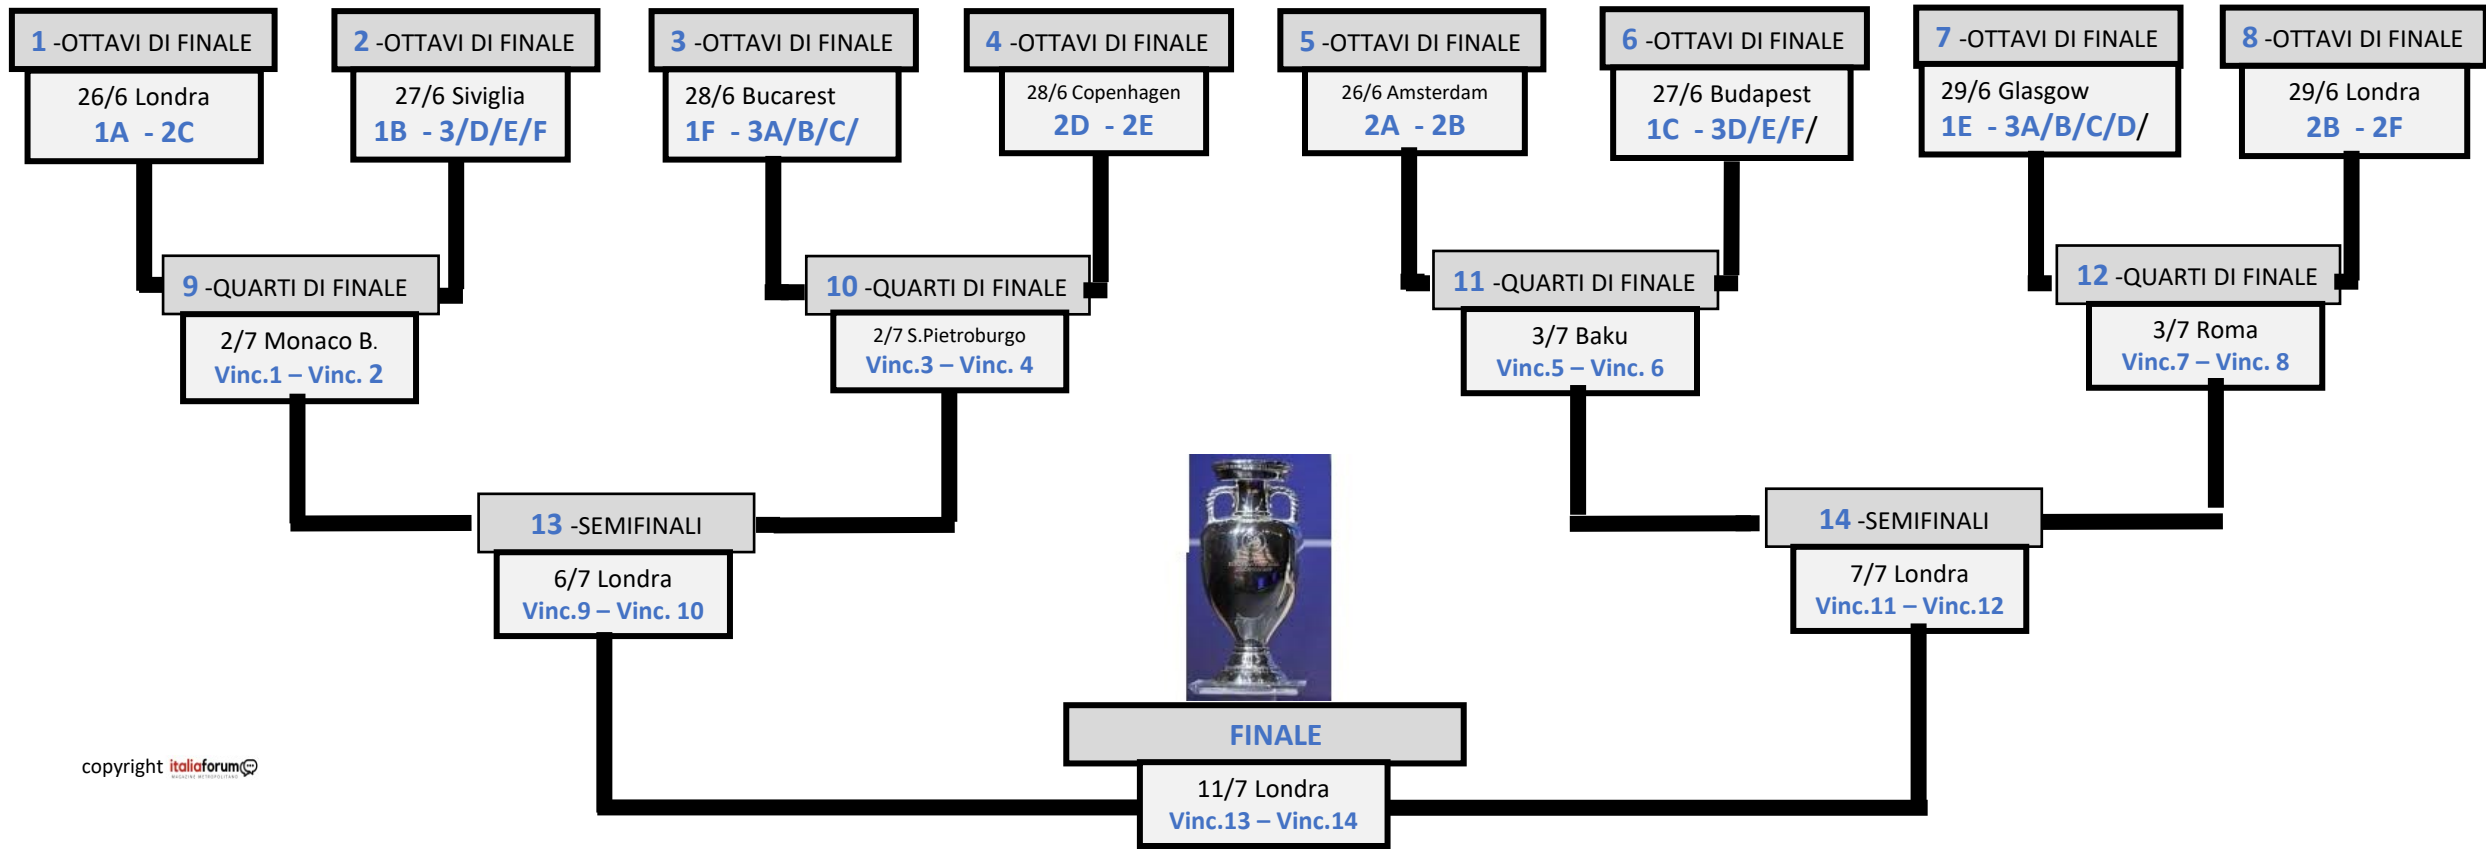 1 -OTTAVI DI FINALE
26/6 Londra
1A - 2C
2 -OTTAVI DI FINALE
27/6 Siviglia
1B - 3/D/E/F
3 -OTTAVI DI FINALE
28/6 Bucarest
1F - 3A/B/C/
4 -OTTAVI DI FINALE
28/6 Copenhagen
2D - 2E
5 -OTTAVI DI FINALE
26/6 Amsterdam
2A - 2B
6 -OTTAVI DI FINALE
27/6 Budapest
1C - 3D/E/F/
7 -OTTAVI DI FINALE
29/6 Glasgow
1E - 3A/B/C/D/
8 -OTTAVI DI FINALE
29/6 Londra
2B - 2F
9 -QUARTI DI FINALE
2/7 Monaco B.
Vinc.1 – Vinc. 2
10 -QUARTI DI FINALE
2/7 S.Pietroburgo
Vinc.3 – Vinc. 4
11 -QUARTI DI FINALE
3/7 Baku
Vinc.5 – Vinc. 6
12 -QUARTI DI FINALE
3/7 Roma
Vinc.7 – Vinc. 8
13 -SEMIFINALI
6/7 Londra
Vinc.9 – Vinc. 10
14 -SEMIFINALI
7/7 Londra
Vinc.11 – Vinc.12
FINALE
11/7 Londra
Vinc.13 – Vinc.14
copyright italiaforum
MAGAZINE METROPOLITANO